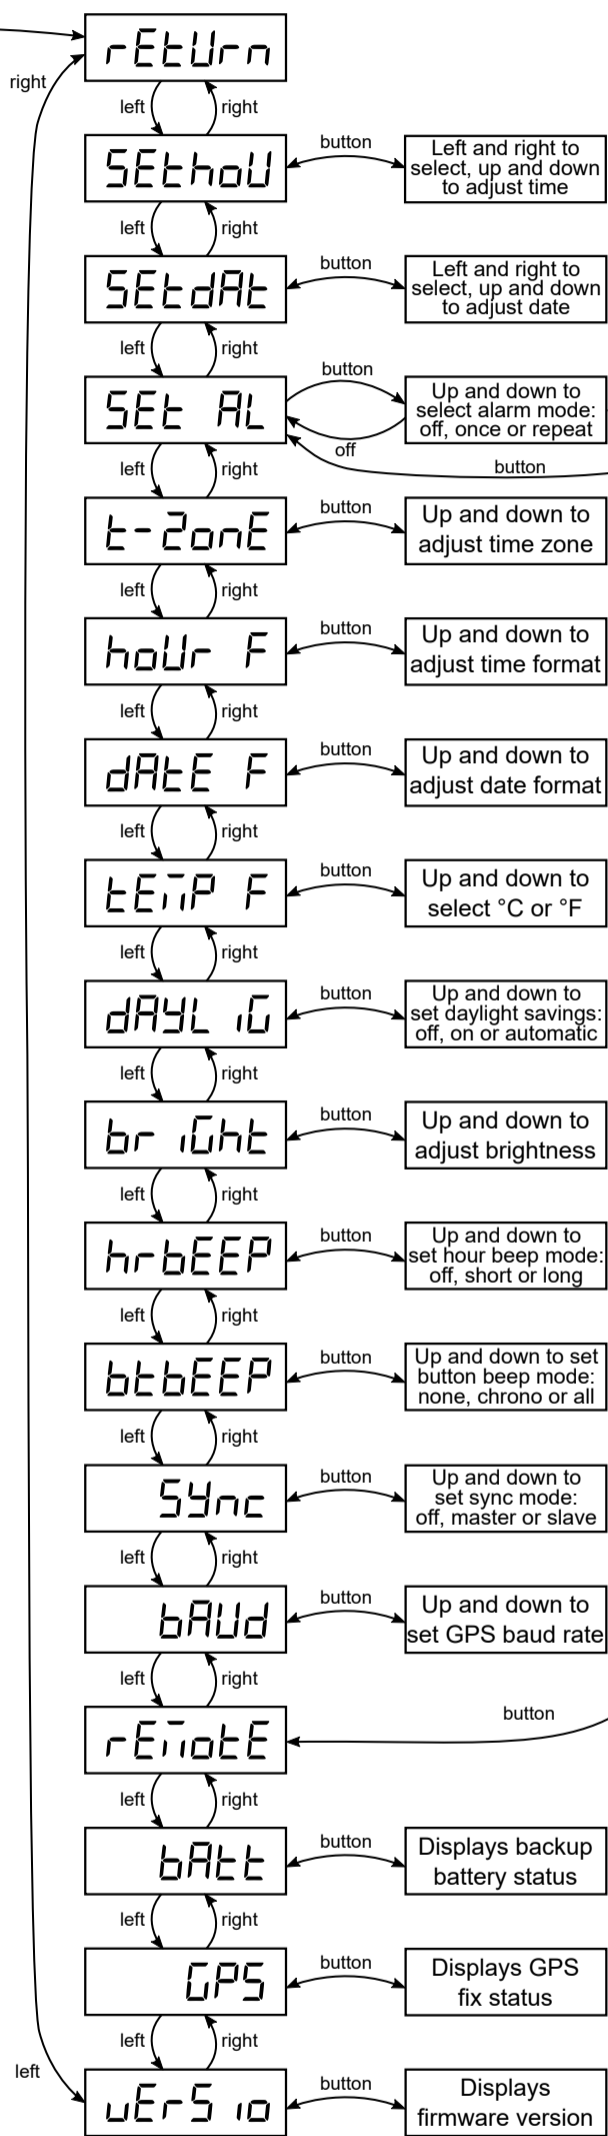 rEtUrn
right
left right
SEthoU
button
Left and right to
select, up and down
to adjust time
left right
SEtdAt
button
Left and right to
select, up and down
to adjust date
left right
SEt AL
button
off
button
Up and down to
select alarm mode:
off, once or repeat
left right
t-2onE
button
Up and down to
adjust time zone
left right
hoUr F
button
Up and down to
adjust time format
left right
dAtE F
button
Up and down to
adjust date format
left right
tEmP F
button
Up and down to
select °C or °F
left right
dAYLiG
button
Up and down to
set daylight savings:
off, on or automatic
left right
briGht
button
Up and down to
adjust brightness
left right
hrbEEP
button
Up and down to
set hour beep mode:
off, short or long
left right
btbEEP
button
Up and down to set
button beep mode:
none, chrono or all
left right
SYnc
button
Up and down to
set sync mode:
off, master or slave
left right
bAUd
button
Up and down to
set GPS baud rate
left right
rEmotE
button
left right
bAtt
button
Displays backup
battery status
left right
GPS
button
Displays GPS
fix status
left right
left
vErSio
button
Displays
firmware version